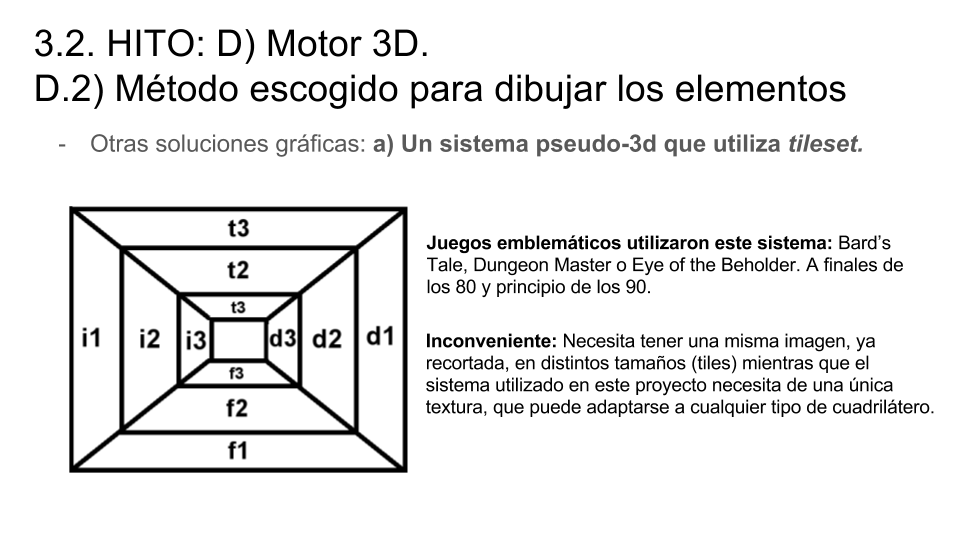 3.2. HITO: D) Motor 3D.
D.2) Método escogido para dibujar los elementos
- Otras soluciones gráficas: a) Un sistema pseudo-3d que utiliza tileset.
t3
t2
t3
i1 i2 i3 d3 d2 d1
f3
f2
f1
Juegos emblemáticos utilizaron este sistema: Bard’s
Tale, Dungeon Master o Eye of the Beholder. A finales de
los 80 y principio de los 90.
Inconveniente: Necesita tener una misma imagen, ya
recortada, en distintos tamaños (tiles) mientras que el
sistema utilizado en este proyecto necesita de una única
textura, que puede adaptarse a cualquier tipo de cuadrilátero.